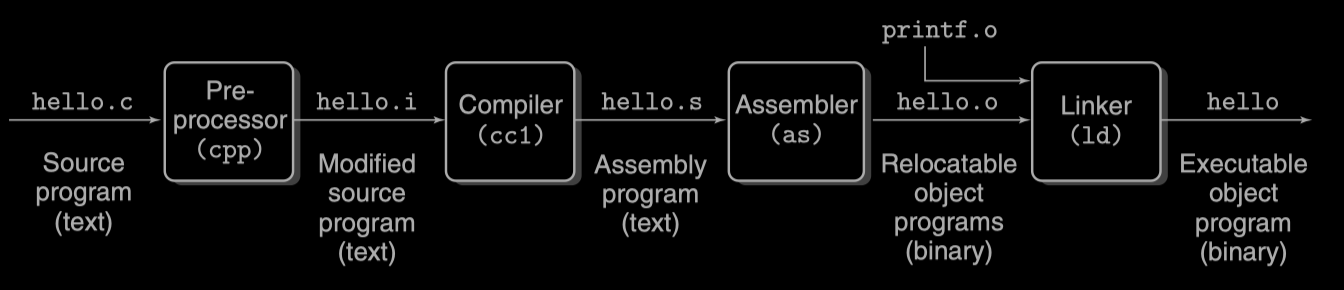 printf.o
hello.c
Pre-
processor
(cpp)
hello.i
Compiler
(cc1)
hello.s
Assembler
(as)
hello.o
Linker
(ld)
hello
Source
program
(text)
Modified
source
program
(text)
Assembly
program
(text)
Relocatable
object
programs
(binary)
Executable
object
program
(binary)